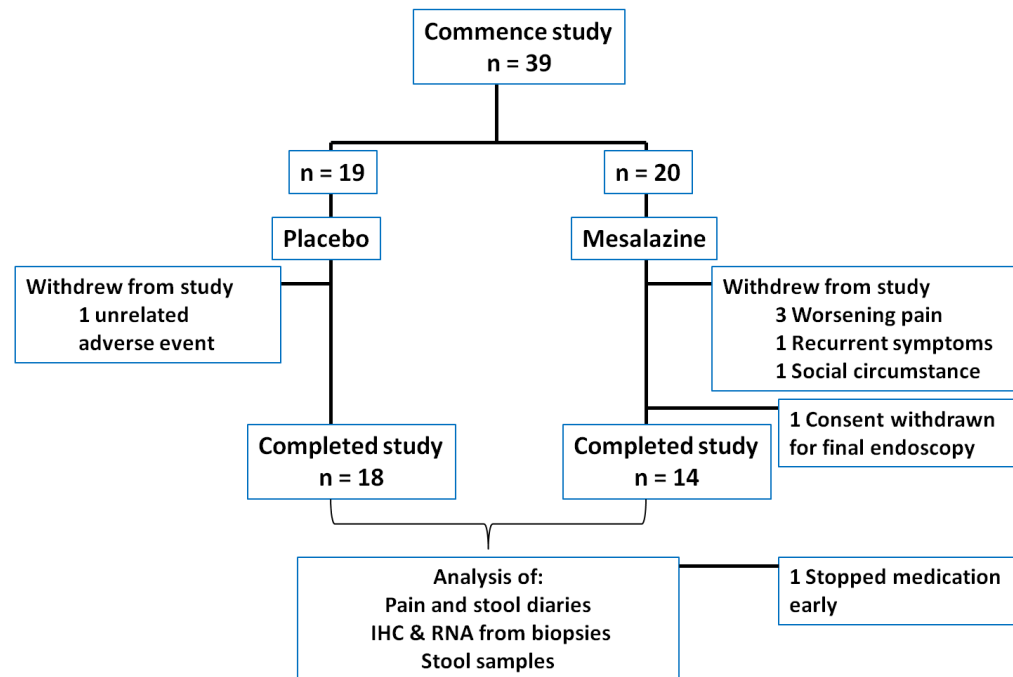 Commence study
n = 39
n = 19
n = 20
Placebo
Mesalazine
Withdrew from study
1 unrelated
adverse event
Withdrew from study
3 Worsening pain
1 Recurrent symptoms
1 Social circumstance
1 Consent withdrawn
for final endoscopy
Completed study
n = 18
Completed study
n = 14
Analysis of:
Pain and stool diaries
IHC & RNA from biopsies
Stool samples
1 Stopped medication
early